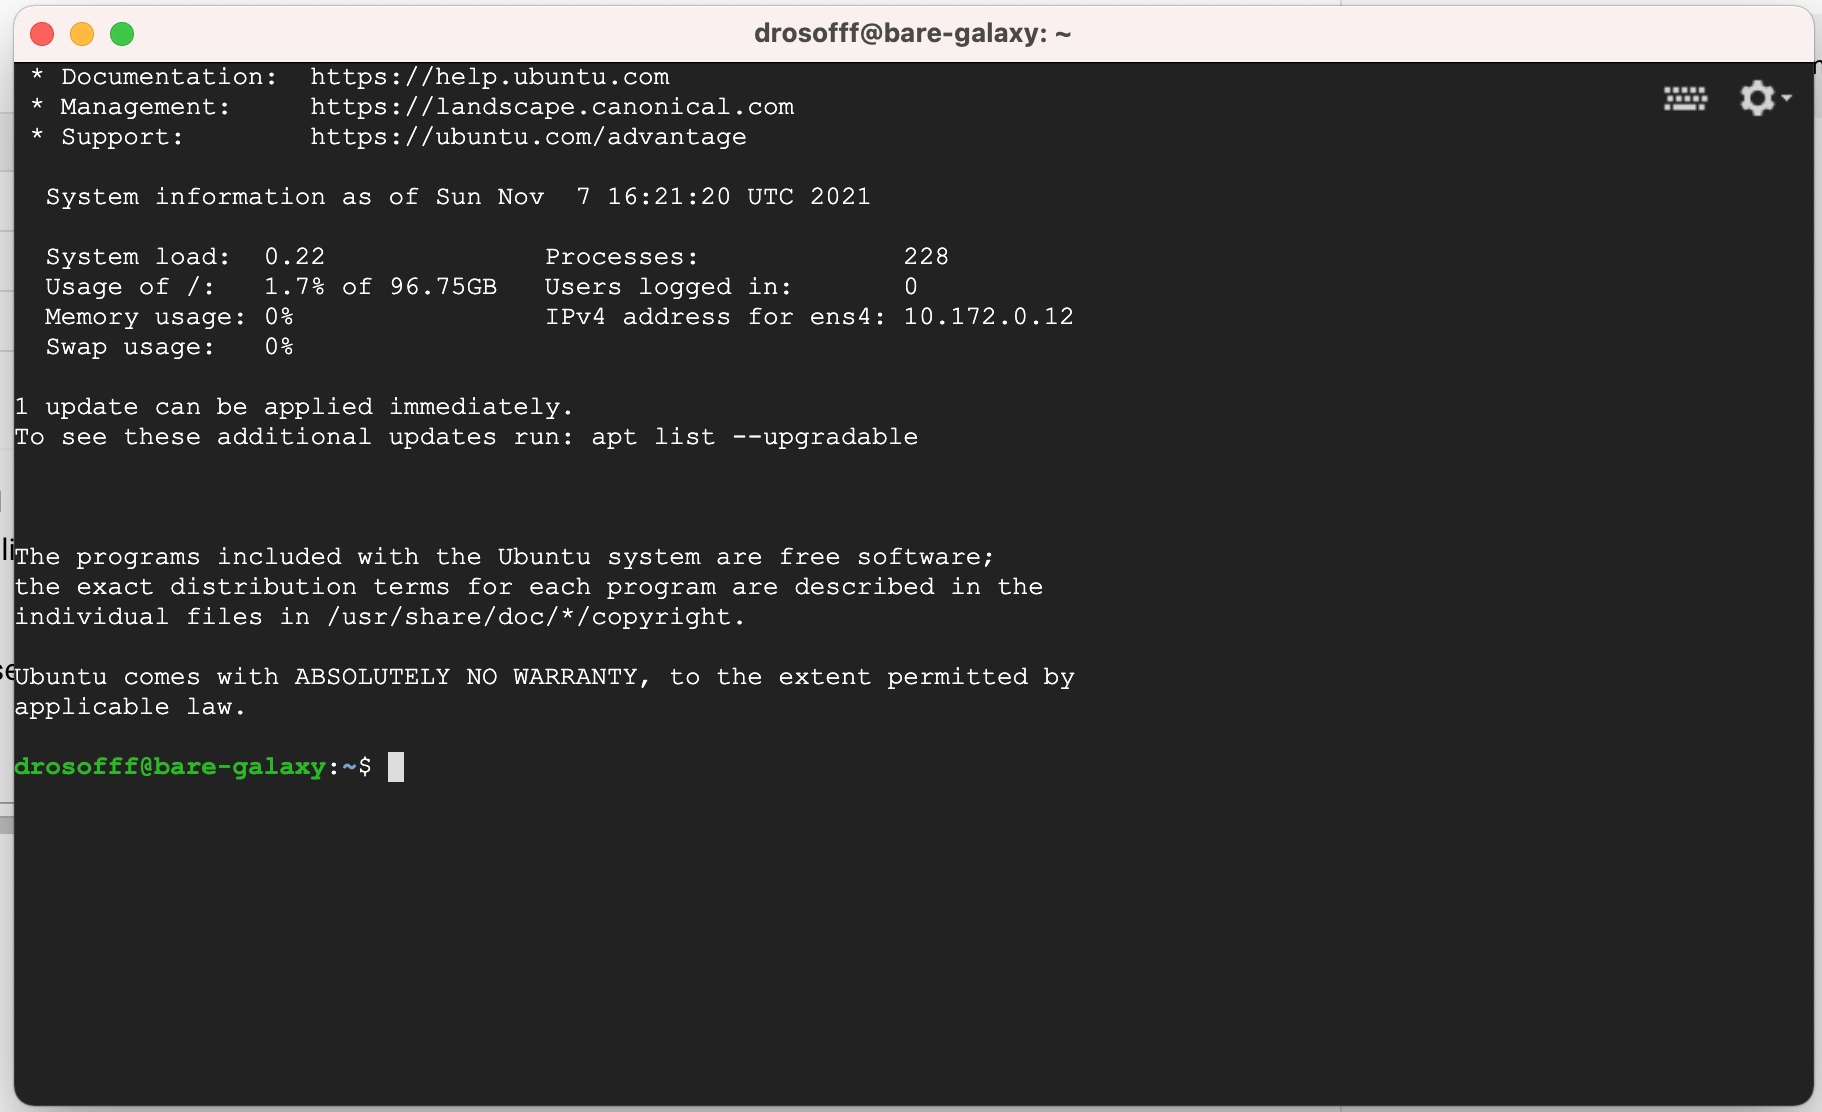 drosofff@bare-galaxy: ~
* Documentation:  https://help.ubuntu.com
* Management:     https://landscape.canonical.com
* Support:        https://ubuntu.com/advantage
System information as of Sun Nov  7 16:21:20 UTC 2021
System load:  0.22              Processes:             228
Usage of /:   1.7% of 96.75GB   Users logged in:       0
Memory usage: 0%                IPv4 address for ens4: 10.172.0.12
Swap usage:   0%
1 update can be applied immediately.
To see these additional updates run: apt list --upgradable
The programs included with the Ubuntu system are free software;
the exact distribution terms for each program are described in the
individual files in /usr/share/doc/*/copyright.
Ubuntu comes with ABSOLUTELY NO WARRANTY, to the extent permitted by
applicable law.
drosofff@bare-galaxy:~$